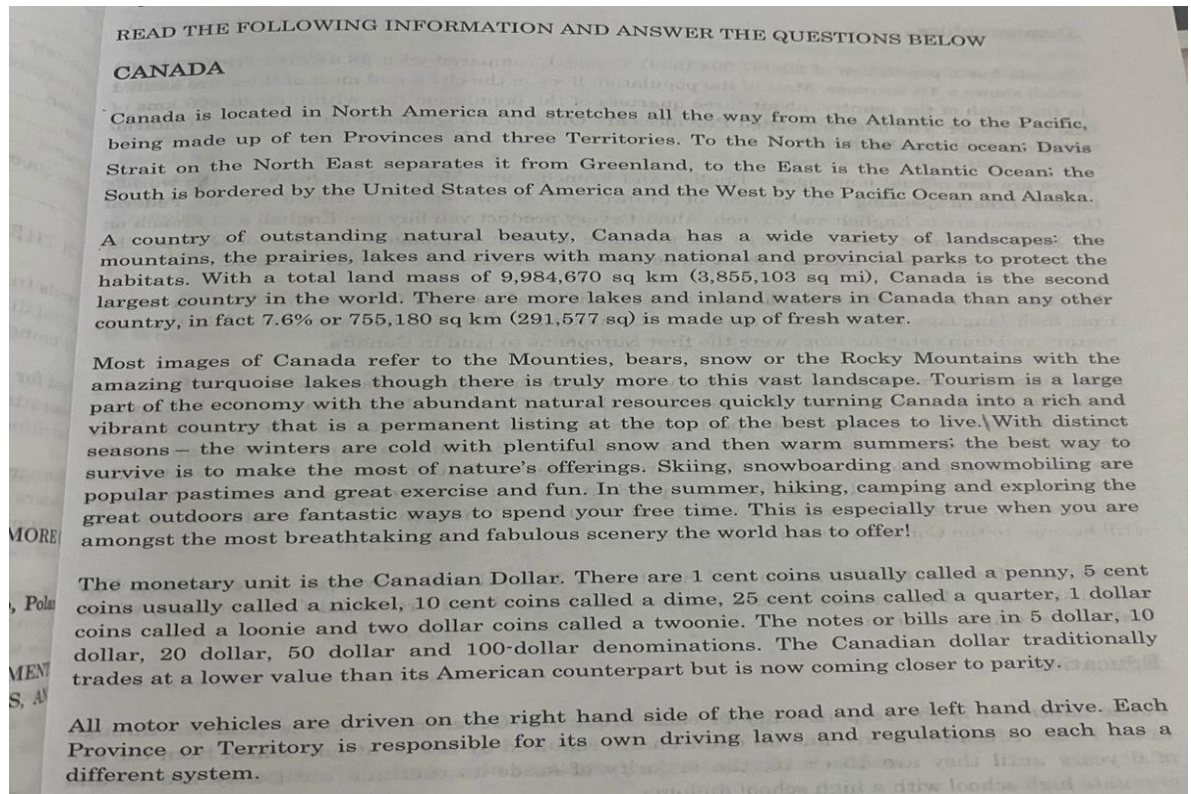 READ THE FOLLOWING INFORMATION AND ANSWER THE QUESTIONS BELOW
CANADA
Canada is located in North America and stretches all the way from the Atlantic to the Pacific,
being made up of ten Provinces and three Territories. To the North is the Arctic ocean; Davis
Strait on the North East separates it from Greenland, to the East is the Atlantic Ocean; the
South is bordered by the United States of America and the West by the Pacific Ocean and Alaska.
A country of outstanding natural beauty, Canada has a wide variety of landscapes: the
mountains, the prairies, lakes and rivers with many national and provincial parks to protect the
habitats. With a total land mass of 9,984,670 sq km (3,855,103 sq mi), Canada is the second
largest country in the world. There are more lakes and inland waters in Canada than any other
country, in fact 7.6% or 755,180 sq km (291,577 sq) is made up of fresh water.
Most images of Canada refer to the Mounties, bears, snow or the Rocky Mountains with the
amazing turquoise lakes though there is truly more to this vast landscape. Tourism is a large
part of the economy with the abundant natural resources quickly turning Canada into a rich and
vibrant country that is a permanent listing at the top of the best places to live. With distinct
seasons – the winters are cold with plentiful snow and then warm summers; the best way to
survive is to make the most of nature's offerings. Skiing, snowboarding and snowmobiling are
popular pastimes and great exercise and fun. In the summer, hiking, camping and exploring the
great outdoors are fantastic ways to spend your free time. This is especially true when you are
amongst the most breathtaking and fabulous scenery the world has to offer!
The monetary unit is the Canadian Dollar. There are 1 cent coins usually called a penny, 5 cent
coins usually called a nickel, 10 cent coins called a dime, 25 cent coins called a quarter, 1 dollar
coins called a loonie and two dollar coins called a twoonie. The notes or bills are in 5 dollar, 10
dollar, 20 dollar, 50 dollar and 100-dollar denominations. The Canadian dollar traditionally
trades at a lower value than its American counterpart but is now coming closer to parity.
All motor vehicles are driven on the right hand side of the road and are left hand drive. Each
Province or Territory is responsible for its own driving laws and regulations so each has a
different system.
MORE